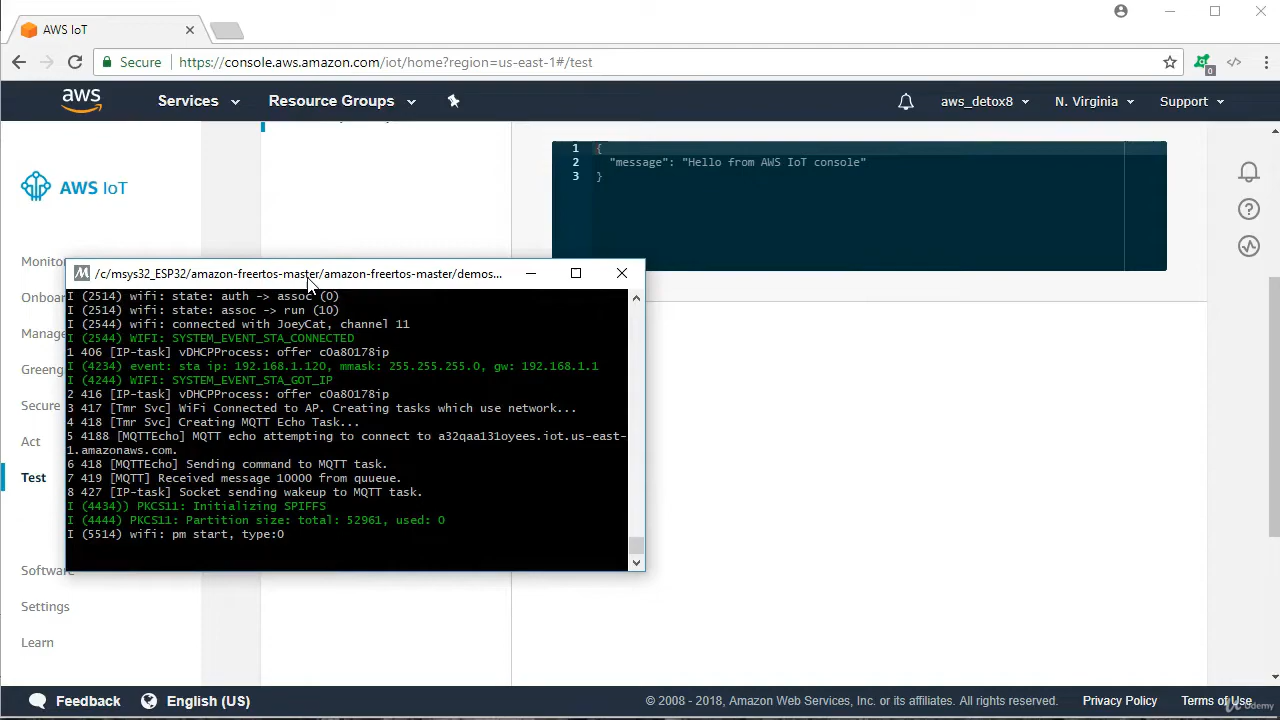 AWS IoT
Secure https://console.aws.amazon.com/iot/home?region=us-east-1#/test
0
aws Services Resource Groups aws_detox8 N. Virginia Support
AWS IoT
1 {
2 "message": "Hello from AWS IoT console"
3 }
Monitor
Onboar
Manage
Greeng
Secure
Act
Test
Software
Settings
Learn
/c/msys32_ESP32/amazon-freertos-master/amazon-freertos-master/demos...
I (2514) wifi: state: auth -> assoc (0)
I (2514) wifi: state: assoc -> run (10)
I (2544) wifi: connected with JoeyCat, channel 11
I (2544) WIFI: SYSTEM_EVENT_STA_CONNECTED
1 406 [IP-task] vDHCPProcess: offer c0a80178ip
I (4234) event: sta ip: 192.168.1.120, mmask: 255.255.255.0, gw: 192.168.1.1
I (4244) WIFI: SYSTEM_EVENT_STA_GOT_IP
2 416 [IP-task] vDHCPProcess: offer c0a80178ip
3 417 [Tmr Svc] WiFi Connected to AP. Creating tasks which use network...
4 418 [Tmr Svc] Creating MQTT Echo Task...
5 4188 [MQTTEcho] MQTT echo attempting to connect to a32qaa131oyees.iot.us-east-
1.amazonaws.com.
6 418 [MQTTEcho] Sending command to MQTT task.
7 419 [MQTT] Received message 10000 from quueue.
8 427 [IP-task] Socket sending wakeup to MQTT task.
I (4434)) PKCS11: Initializing SPIFFS
I (4444) PKCS11: Partition size: total: 52961, used: 0
I (5514) wifi: pm start, type:0
Feedback English (US) © 2008 - 2018, Amazon Web Services, Inc. or its affiliates. All rights reserved. Privacy Policy Terms of Use
Udemy